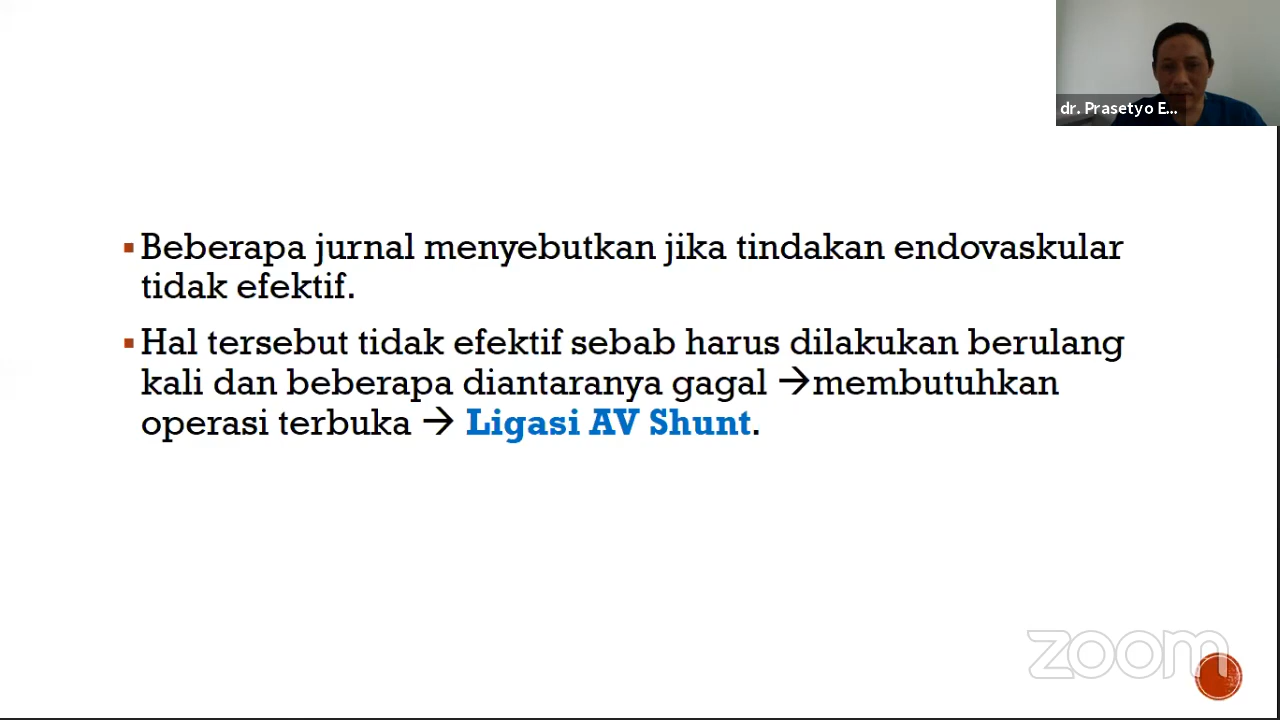 dr. Prasetyo E...
▪Beberapa jurnal menyebutkan jika tindakan endovaskular
tidak efektif.
▪Hal tersebut tidak efektif sebab harus dilakukan berulang
kali dan beberapa diantaranya gagal →membutuhkan
operasi terbuka → Ligasi AV Shunt.
zoom